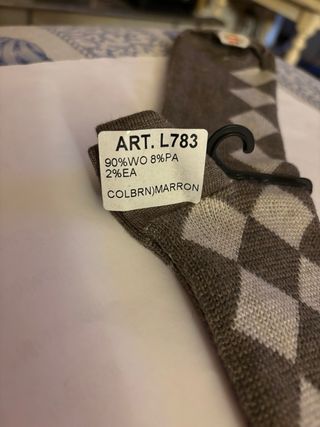 ART. L783
90%WO 8%PA
2%EA
COLBRN)MARRON